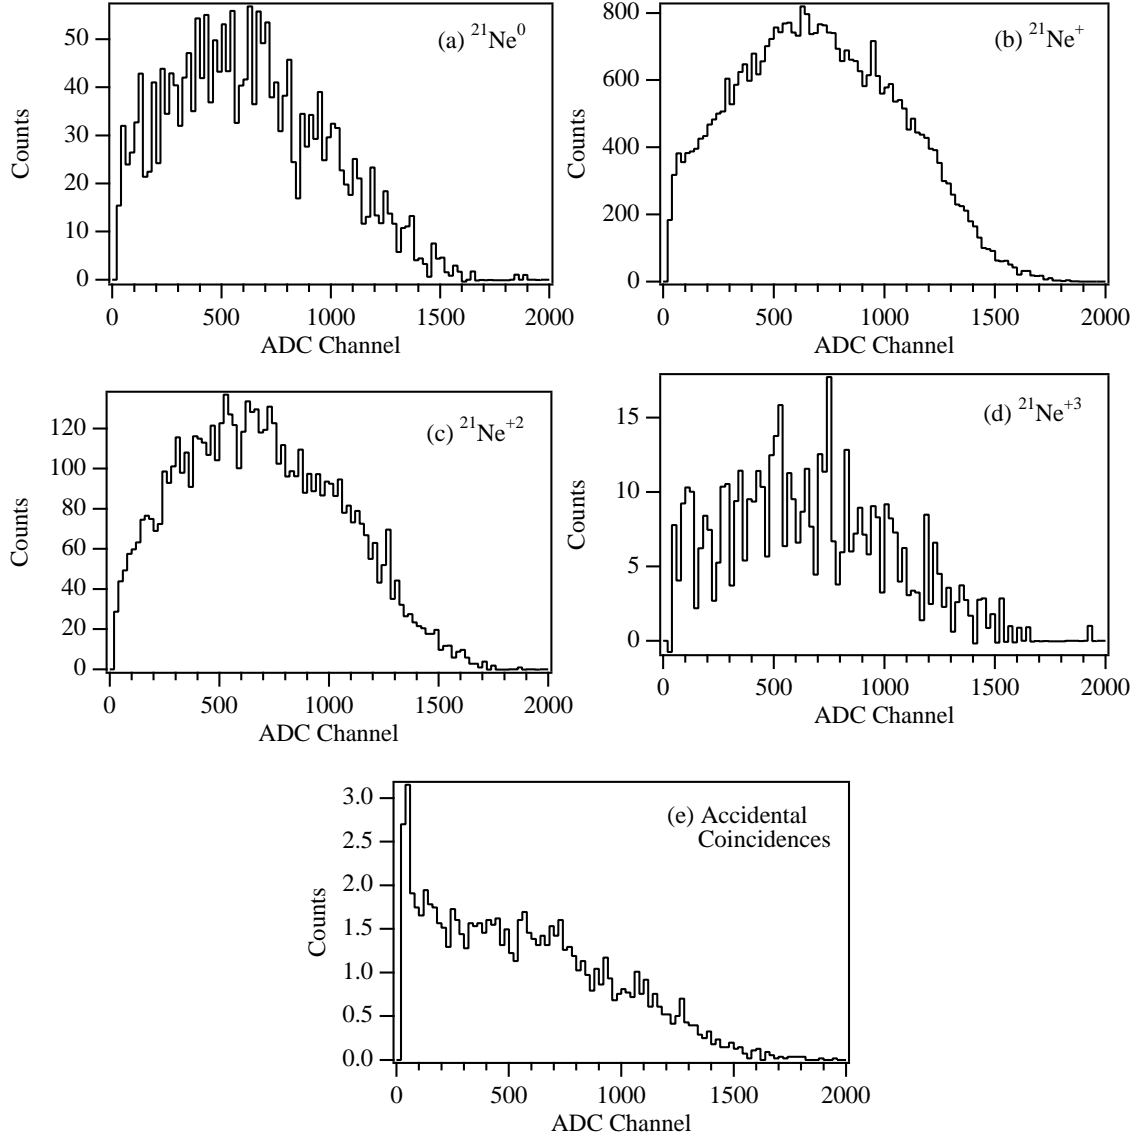 (a) ²¹Ne⁰
Counts
50
40
30
20
10
0
0 500 1000 1500 2000
ADC Channel
(b) ²¹Ne⁺
Counts
800
600
400
200
0
0 500 1000 1500 2000
ADC Channel
(c) ²¹Ne⁺²
Counts
120
100
80
60
40
20
0
0 500 1000 1500 2000
ADC Channel
(d) ²¹Ne⁺³
Counts
15
10
5
0
0 500 1000 1500 2000
ADC Channel
(e) Accidental
Coincidences
Counts
3.0
2.5
2.0
1.5
1.0
0.5
0.0
0 500 1000 1500 2000
ADC Channel